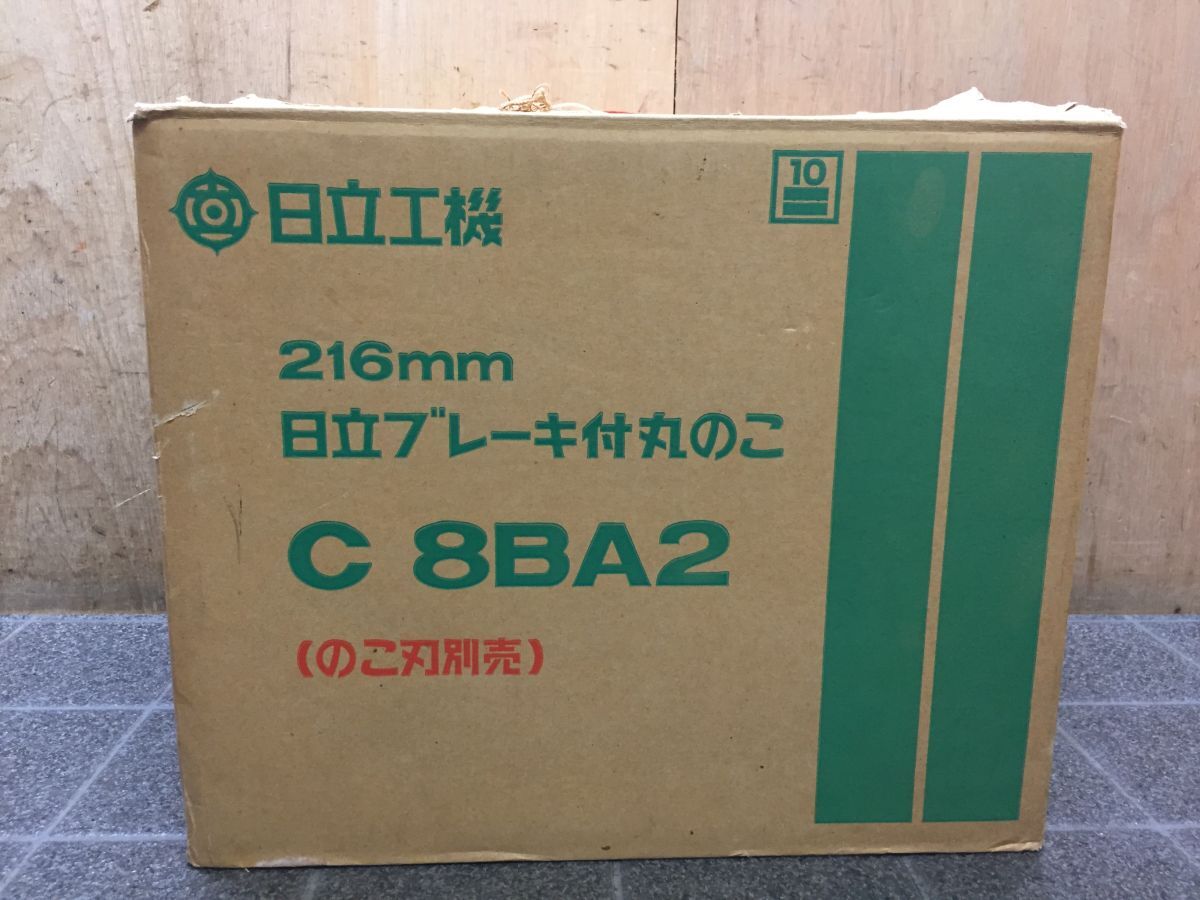 日立工機
10
216mm
日立ブレーキ付丸のこ
C 8BA2
(のこ刃別売)